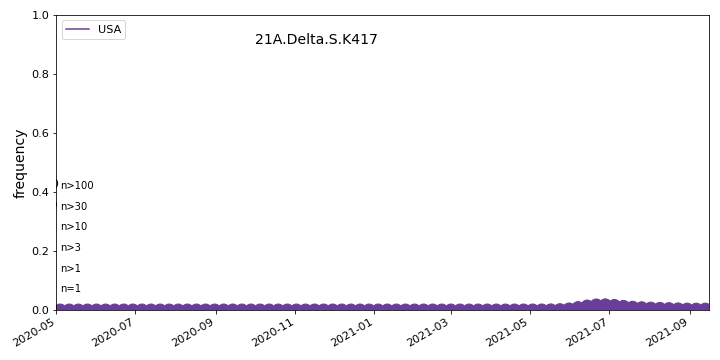 USA
21A.Delta.S.K417
1.0
0.8
0.6
0.4
0.2
0.0
frequency
n>100
n>30
n>10
n>3
n>1
n=1
2020-05
2020-07
2020-09
2020-11
2021-01
2021-03
2021-05
2021-07
2021-09